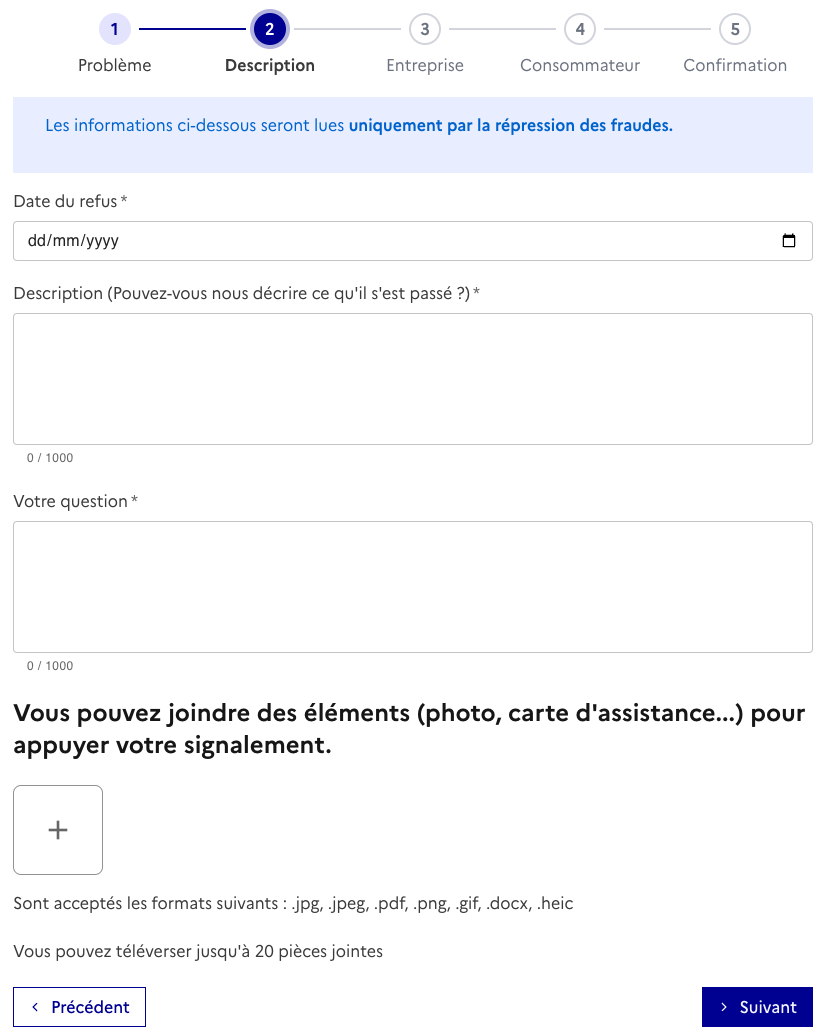 1 2 3 4 5
Problème Description Entreprise Consommateur Confirmation
Les informations ci-dessous seront lues uniquement par la répression des fraudes.
Date du refus *
dd/mm/yyyy
Description (Pouvez-vous nous décrire ce qu'il s'est passé ?) *
0 / 1000
Votre question *
0 / 1000
Vous pouvez joindre des éléments (photo, carte d'assistance...) pour
appuyer votre signalement.
+
Sont acceptés les formats suivants : .jpg, .jpeg, .pdf, .png, .gif, .docx, .heic
Vous pouvez téléverser jusqu'à 20 pièces jointes
Précédent Suivant